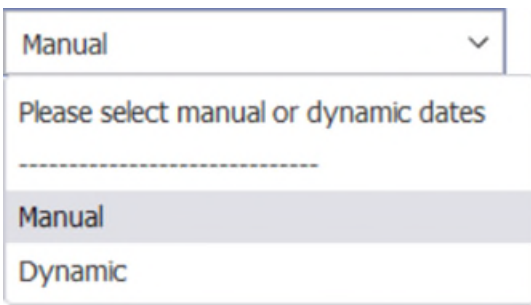 Manual
Please select manual or dynamic dates
------------------------------
Manual
Dynamic